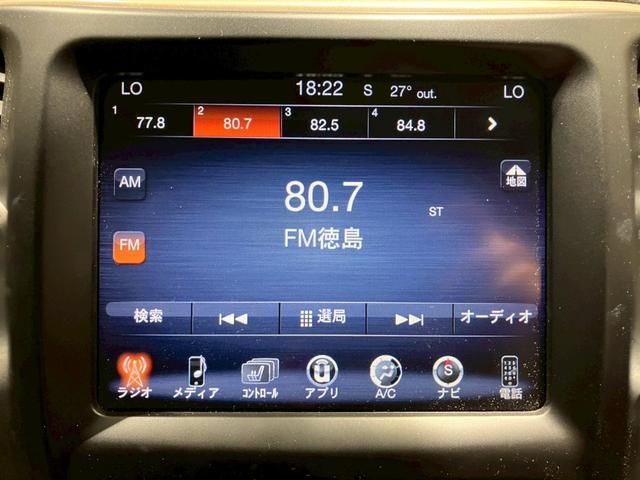 LO 18:22 S 27° out. LO
1 77.8 2 80.7 3 82.5 4 84.8
AM 80.7 地図
ST
FM FM徳島
検索 選局 オーディオ
S
ラジオ メディア コントロール アプリ A/C ナビ 電話